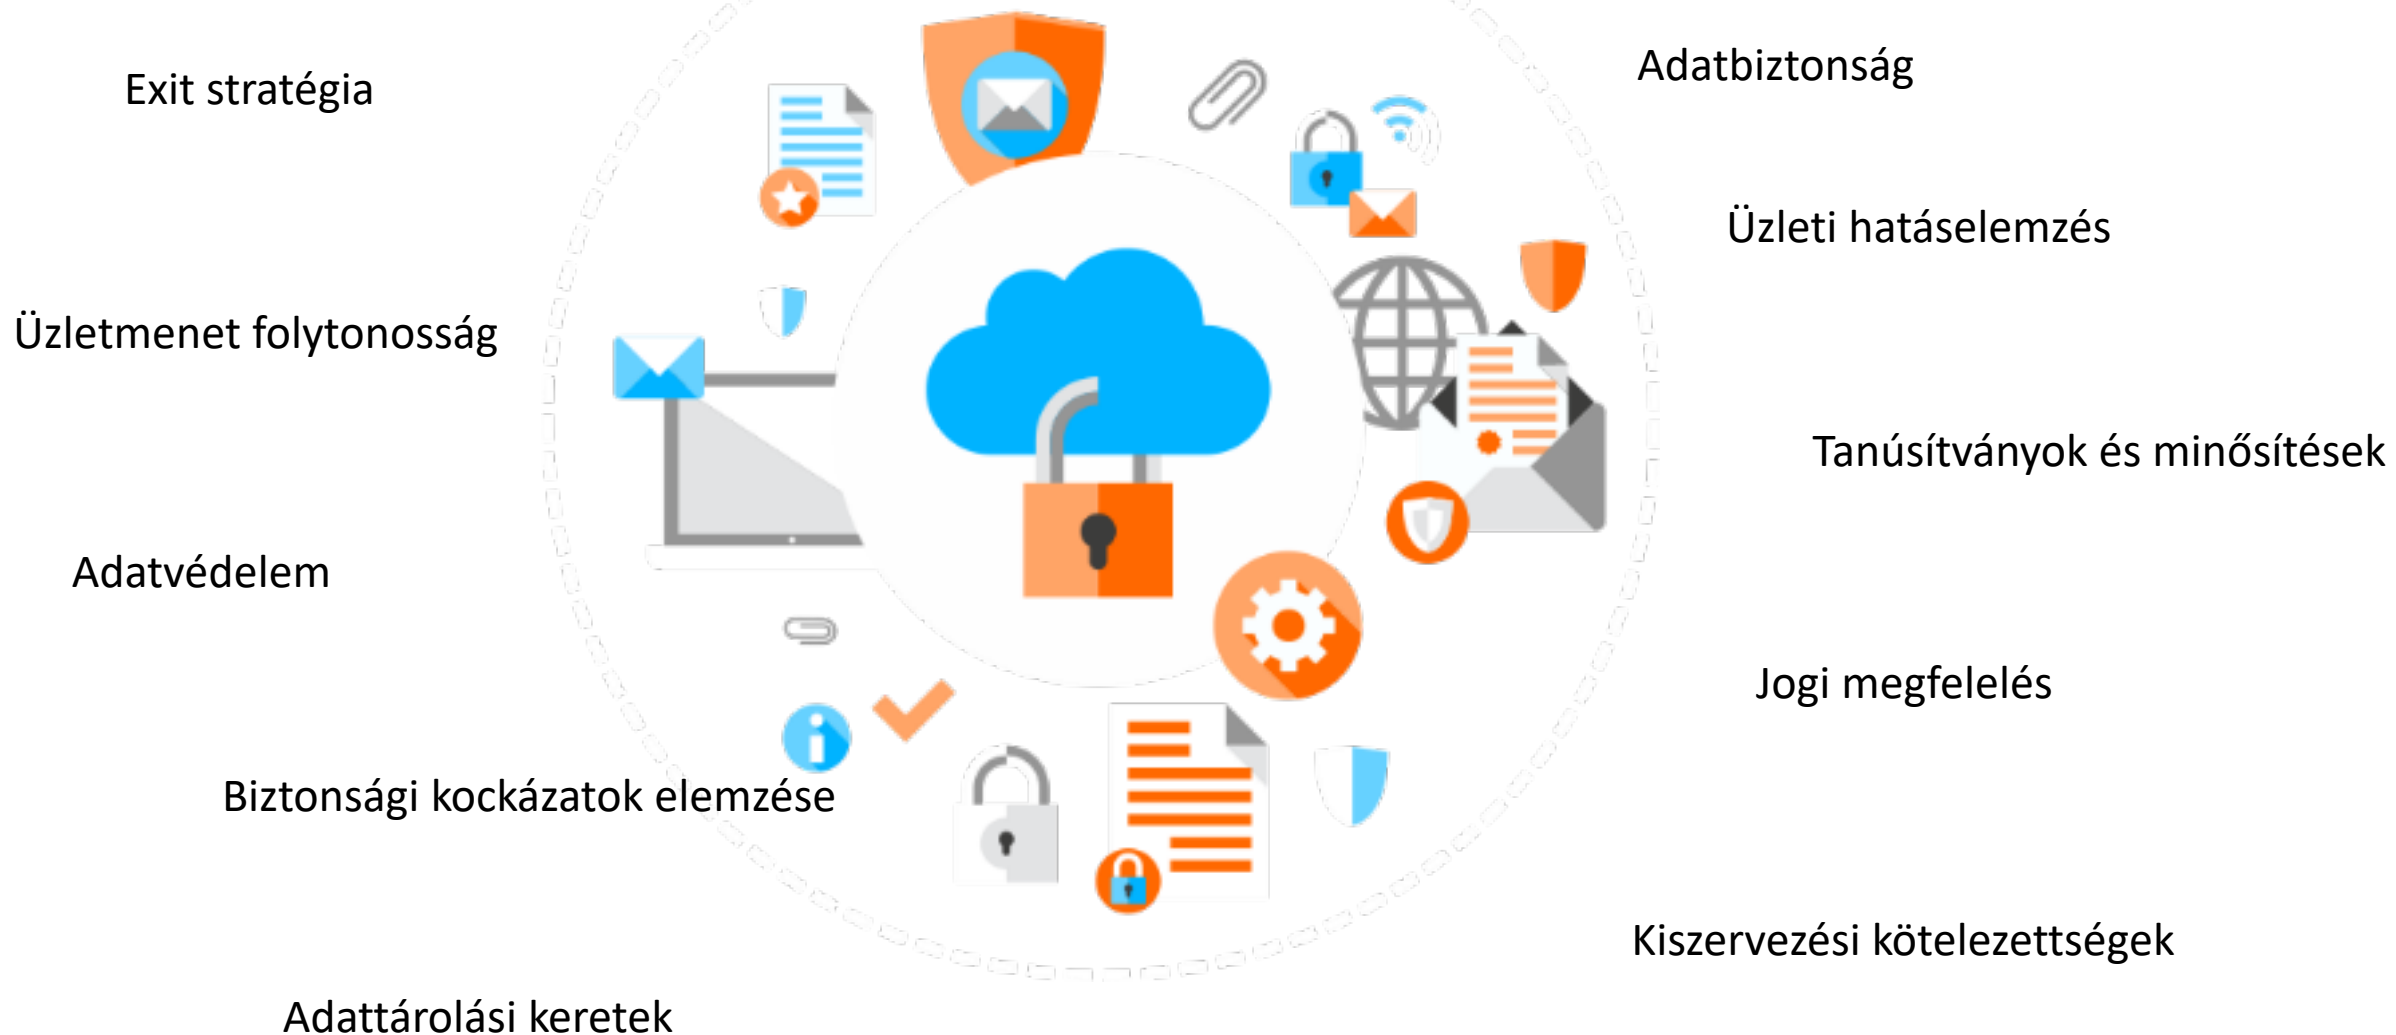 Exit stratégia
Üzletmenet folytonosság
Adatvédelem
Biztonsági kockázatok elemzése
Adattárolási keretek
Adatbiztonság
Üzleti hatáselemzés
Tanúsítványok és minősítések
Jogi megfelelés
Kiszervezési kötelezettségek